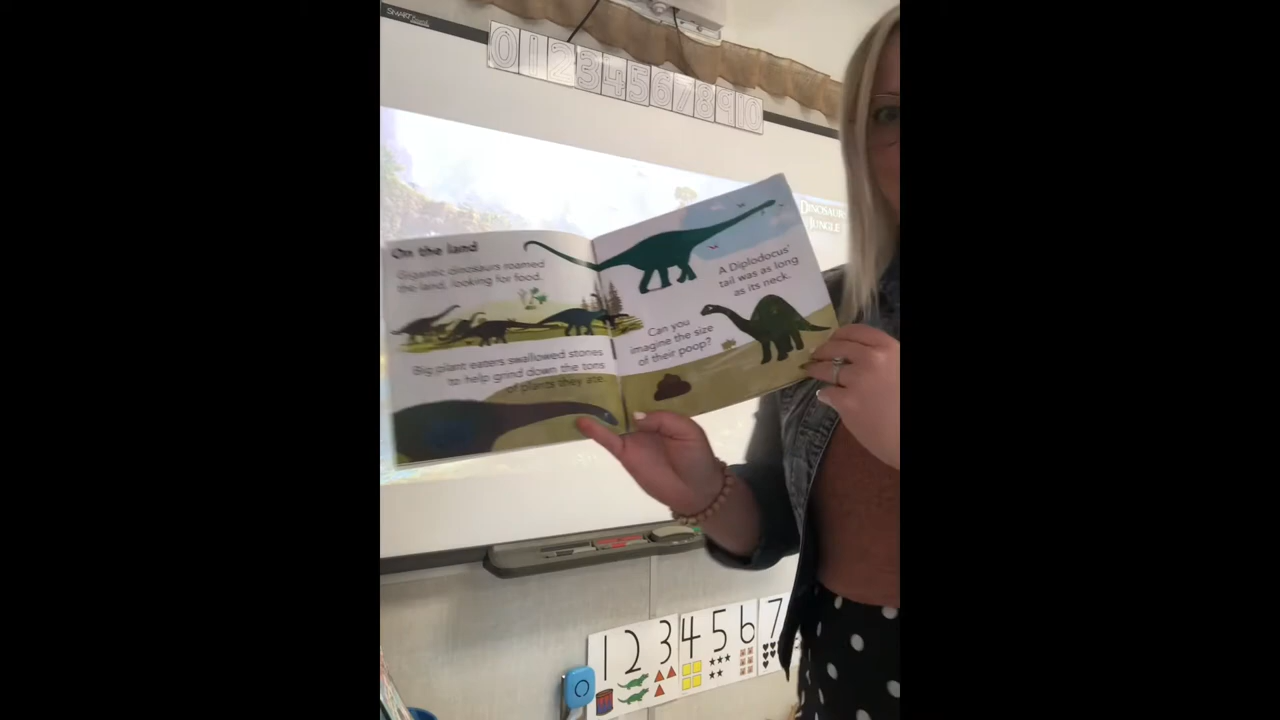 SMART Board
0 1 2 3 4 5 6 7 8 9 10
DINOSAUR
JUNGLE
On the land
Gigantic dinosaurs roamed
the land, looking for food.
Big plant eaters swallowed stones
to help grind down the tons
of plants they ate.
A Diplodocus'
tail was as long
as its neck.
Can you
imagine the size
of their poop?
1 2 3 4 5 6 7